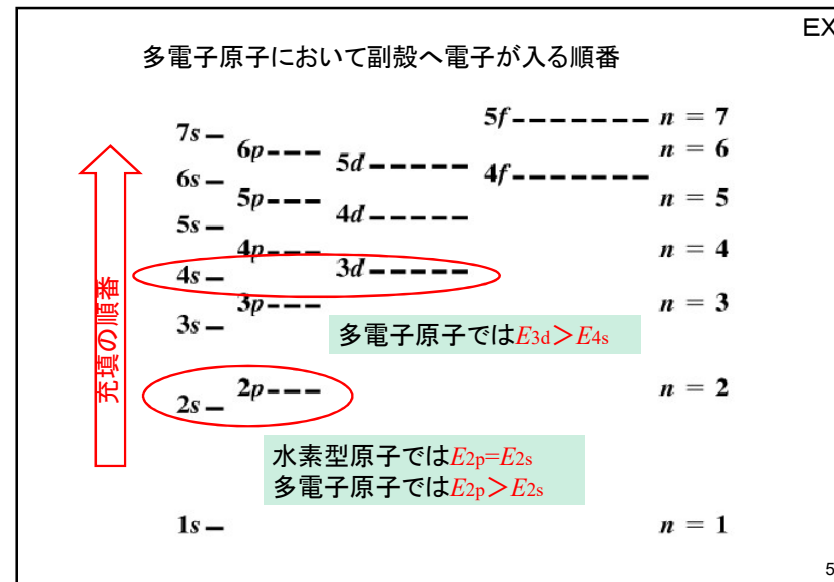 EX
多電子原子において副殻へ電子が入る順番
5f n = 7
7s
6p n = 6
5d
6s 4f
5p n = 5
4d
5s
4p n = 4
4s 3d
3p n = 3
3s
多電子原子ではE3d＞E4s
充填の順番
2p n = 2
2s
水素型原子ではE2p=E2s
多電子原子ではE2p＞E2s
1s n = 1
5